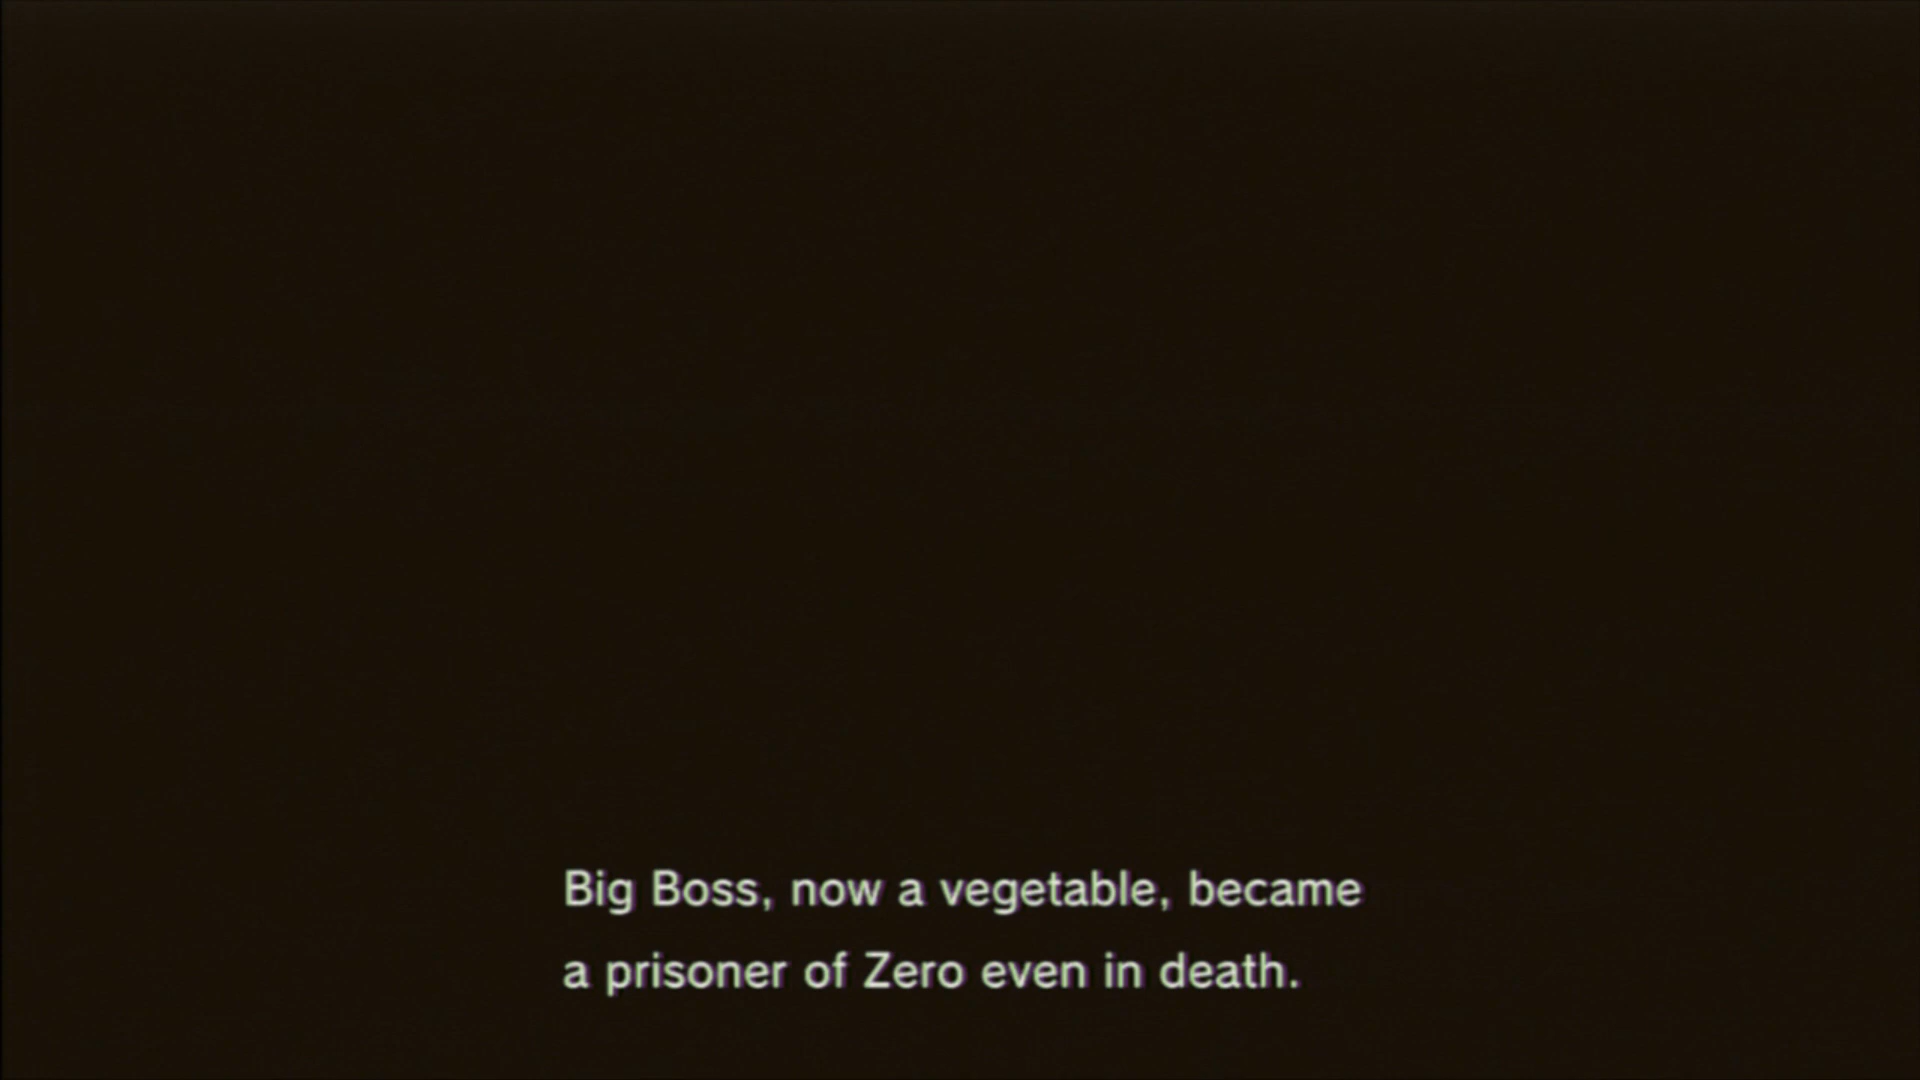 Big Boss, now a vegetable, became
a prisoner of Zero even in death.